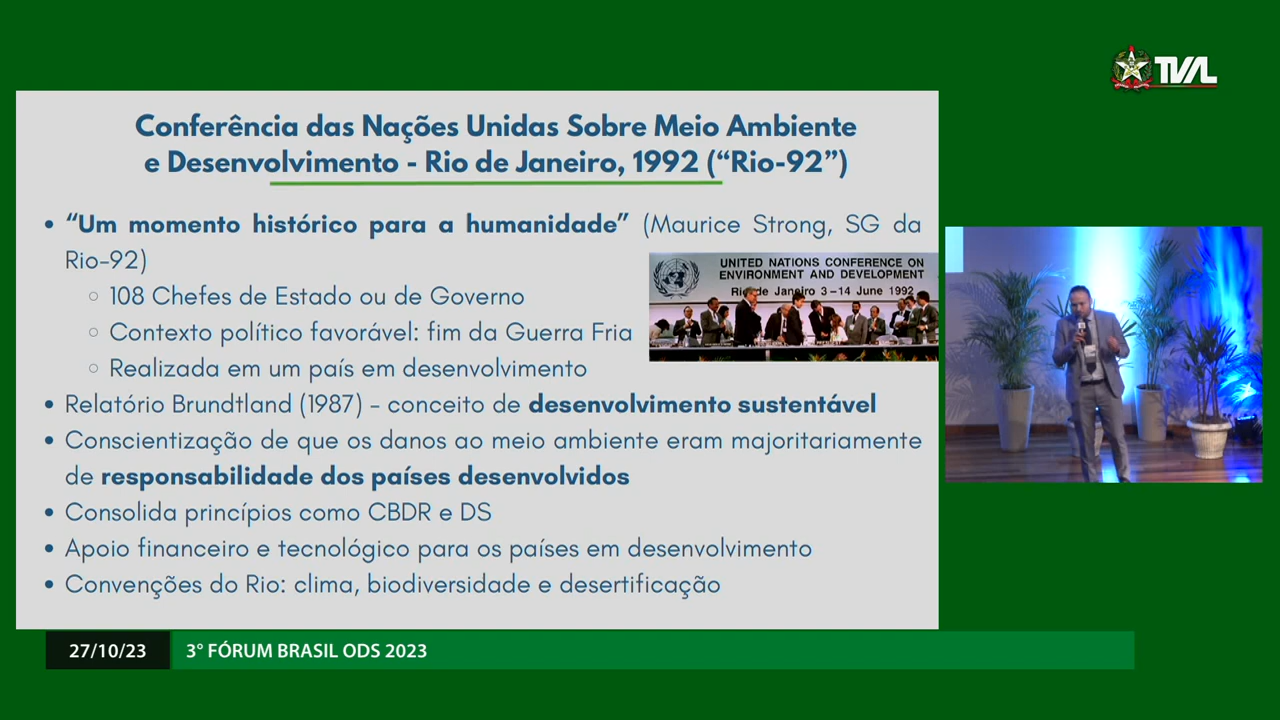 TVAL
Conferência das Nações Unidas Sobre Meio Ambiente
e Desenvolvimento - Rio de Janeiro, 1992 (“Rio-92”)
• “Um momento histórico para a humanidade” (Maurice Strong, SG da
Rio-92)
UNITED NATIONS CONFERENCE ON
ENVIRONMENT AND DEVELOPMENT
Rio de Janeiro 3-14 June 1992
○ 108 Chefes de Estado ou de Governo
○ Contexto político favorável: fim da Guerra Fria
○ Realizada em um país em desenvolvimento
• Relatório Brundtland (1987) - conceito de desenvolvimento sustentável
• Conscientização de que os danos ao meio ambiente eram majoritariamente
de responsabilidade dos países desenvolvidos
• Consolida princípios como CBDR e DS
• Apoio financeiro e tecnológico para os países em desenvolvimento
• Convenções do Rio: clima, biodiversidade e desertificação
27/10/23 3° FÓRUM BRASIL ODS 2023